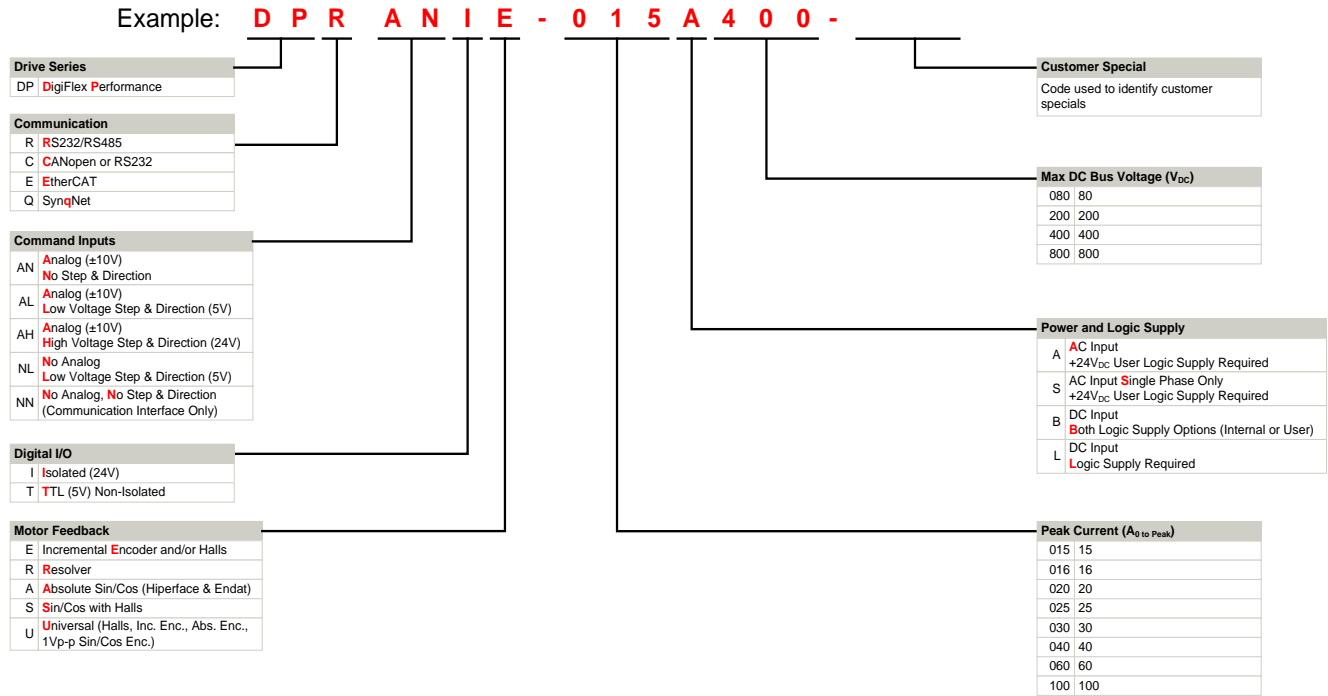 Example: D P R A N I E - 0 1 5 A 4 0 0 -
Drive Series
DP DigiFlex Performance
Communication
R RS232/RS485
C CANopen or RS232
E EtherCAT
Q SynqNet
Command Inputs
AN Analog (±10V)
No Step & Direction
AL Analog (±10V)
Low Voltage Step & Direction (5V)
AH Analog (±10V)
High Voltage Step & Direction (24V)
NL No Analog
Low Voltage Step & Direction (5V)
NN No Analog, No Step & Direction
(Communication Interface Only)
Digital I/O
I Isolated (24V)
T TTL (5V) Non-Isolated
Motor Feedback
E Incremental Encoder and/or Halls
R Resolver
A Absolute Sin/Cos (Hiperface & Endat)
S Sin/Cos with Halls
U Universal (Halls, Inc. Enc., Abs. Enc.,
1Vp-p Sin/Cos Enc.)
Customer Special
Code used to identify customer
specials
Max DC Bus Voltage (VDC)
080 80
200 200
400 400
800 800
Power and Logic Supply
A AC Input
+24VDC User Logic Supply Required
S AC Input Single Phase Only
+24VDC User Logic Supply Required
B DC Input
Both Logic Supply Options (Internal or User)
L DC Input
Logic Supply Required
Peak Current (A0 to Peak)
015 15
016 16
020 20
025 25
030 30
040 40
060 60
100 100